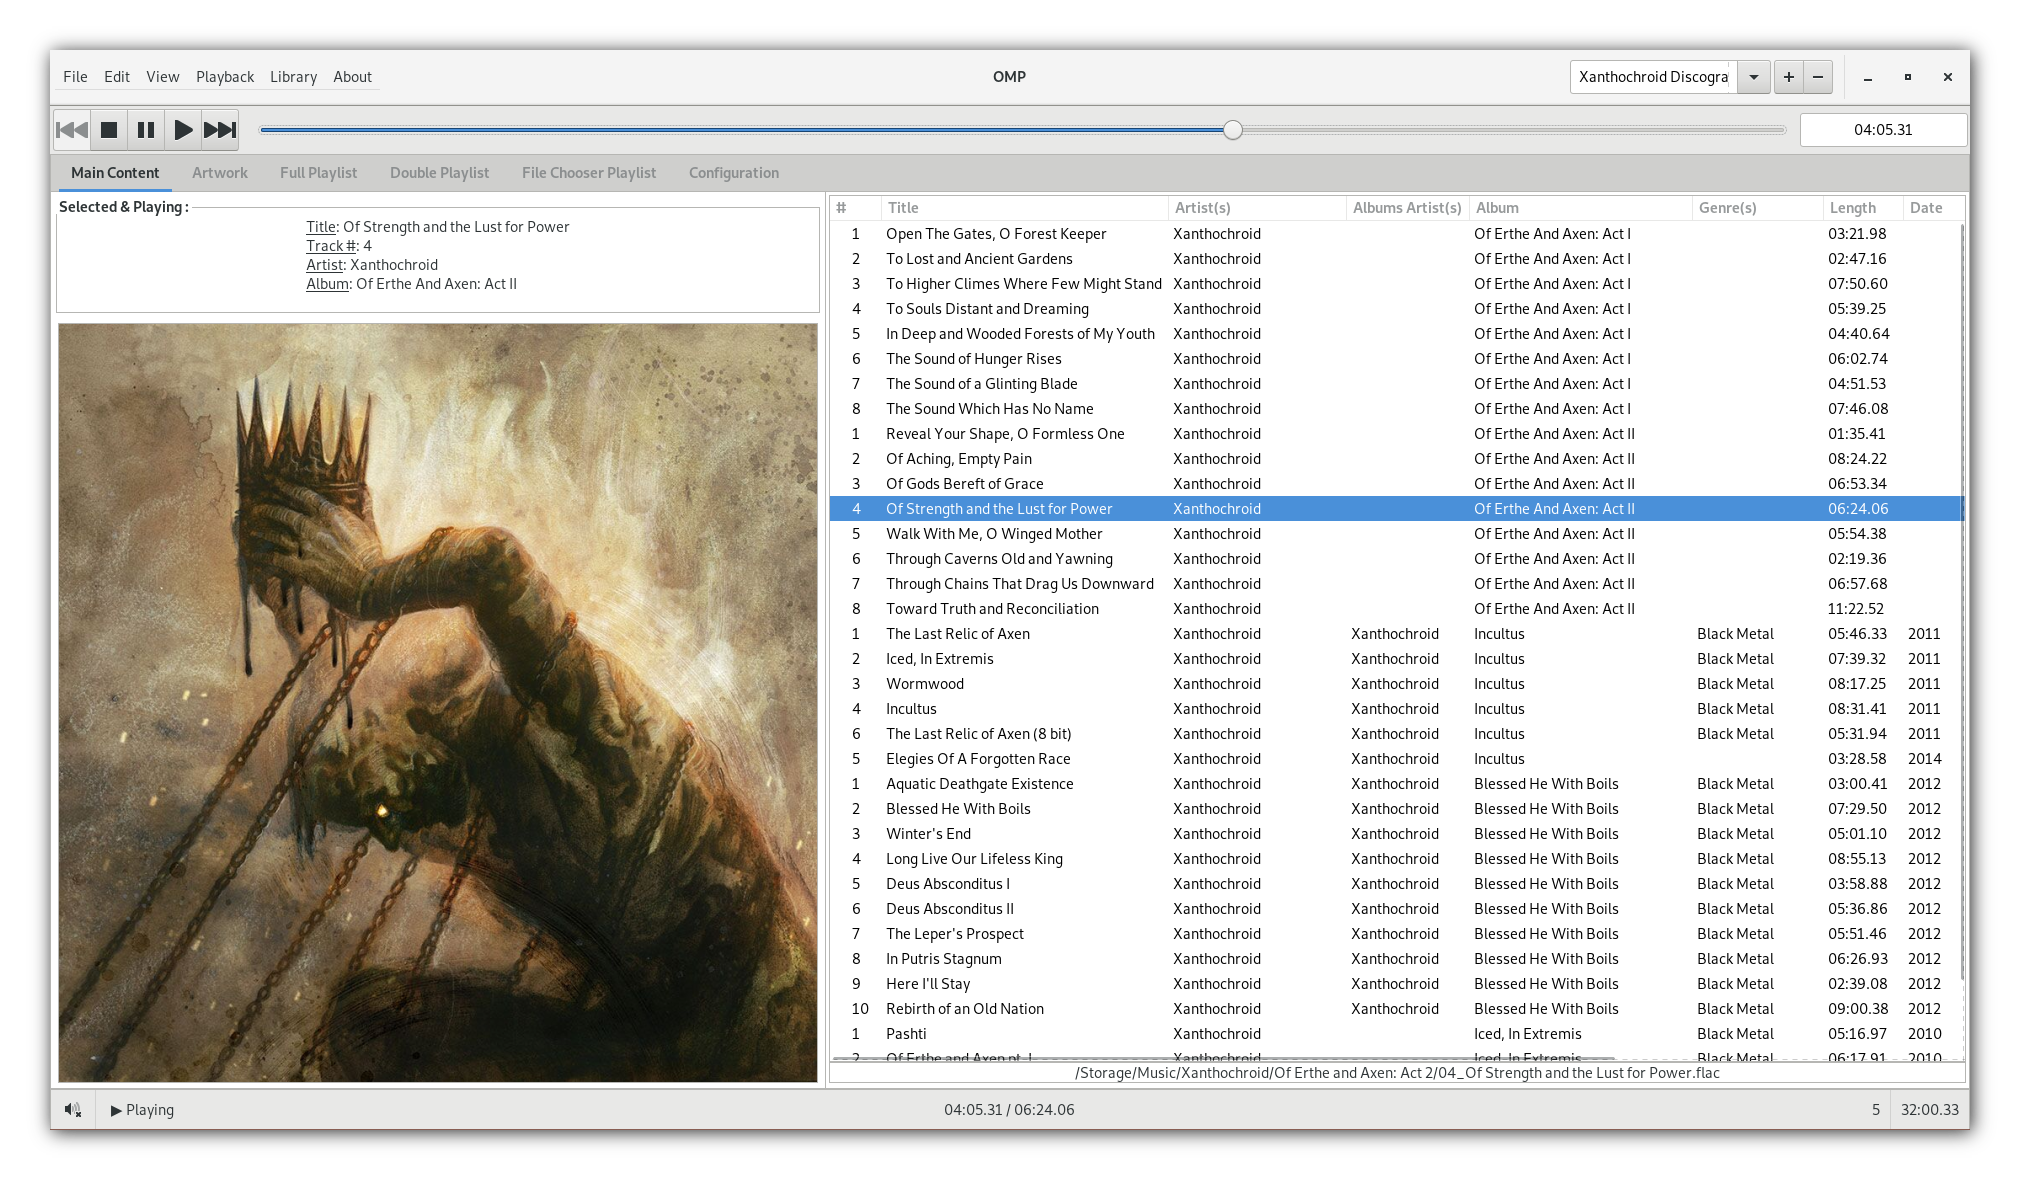 File Edit View Playback Library About OMP Xanthochroid Discogra
04:05.31
Main Content Artwork Full Playlist Double Playlist File Chooser Playlist Configuration
Selected & Playing :
Title: Of Strength and the Lust for Power
Track #: 4
Artist: Xanthochroid
Album: Of Erthe And Axen: Act II
# Title Artist(s) Albums Artist(s) Album Genre(s) Length Date
1 Open The Gates, O Forest Keeper Xanthochroid Of Erthe And Axen: Act I 03:21.98
2 To Lost and Ancient Gardens Xanthochroid Of Erthe And Axen: Act I 02:47.16
3 To Higher Climes Where Few Might Stand Xanthochroid Of Erthe And Axen: Act I 07:50.60
4 To Souls Distant and Dreaming Xanthochroid Of Erthe And Axen: Act I 05:39.25
5 In Deep and Wooded Forests of My Youth Xanthochroid Of Erthe And Axen: Act I 04:40.64
6 The Sound of Hunger Rises Xanthochroid Of Erthe And Axen: Act I 06:02.74
7 The Sound of a Glinting Blade Xanthochroid Of Erthe And Axen: Act I 04:51.53
8 The Sound Which Has No Name Xanthochroid Of Erthe And Axen: Act I 07:46.08
1 Reveal Your Shape, O Formless One Xanthochroid Of Erthe And Axen: Act II 01:35.41
2 Of Aching, Empty Pain Xanthochroid Of Erthe And Axen: Act II 08:24.22
3 Of Gods Bereft of Grace Xanthochroid Of Erthe And Axen: Act II 06:53.34
4 Of Strength and the Lust for Power Xanthochroid Of Erthe And Axen: Act II 06:24.06
5 Walk With Me, O Winged Mother Xanthochroid Of Erthe And Axen: Act II 05:54.38
6 Through Caverns Old and Yawning Xanthochroid Of Erthe And Axen: Act II 02:19.36
7 Through Chains That Drag Us Downward Xanthochroid Of Erthe And Axen: Act II 06:57.68
8 Toward Truth and Reconciliation Xanthochroid Of Erthe And Axen: Act II 11:22.52
1 The Last Relic of Axen Xanthochroid Xanthochroid Incultus Black Metal 05:46.33 2011
2 Iced, In Extremis Xanthochroid Xanthochroid Incultus Black Metal 07:39.32 2011
3 Wormwood Xanthochroid Xanthochroid Incultus Black Metal 08:17.25 2011
4 Incultus Xanthochroid Xanthochroid Incultus Black Metal 08:31.41 2011
6 The Last Relic of Axen (8 bit) Xanthochroid Xanthochroid Incultus Black Metal 05:31.94 2011
5 Elegies Of A Forgotten Race Xanthochroid Incultus 03:28.58 2014
1 Aquatic Deathgate Existence Xanthochroid Xanthochroid Blessed He With Boils Black Metal 03:00.41 2012
2 Blessed He With Boils Xanthochroid Xanthochroid Blessed He With Boils Black Metal 07:29.50 2012
3 Winter's End Xanthochroid Xanthochroid Blessed He With Boils Black Metal 05:01.10 2012
4 Long Live Our Lifeless King Xanthochroid Xanthochroid Blessed He With Boils Black Metal 08:55.13 2012
5 Deus Absconditus I Xanthochroid Xanthochroid Blessed He With Boils Black Metal 03:58.88 2012
6 Deus Absconditus II Xanthochroid Xanthochroid Blessed He With Boils Black Metal 05:36.86 2012
7 The Leper's Prospect Xanthochroid Xanthochroid Blessed He With Boils Black Metal 05:51.46 2012
8 In Putris Stagnum Xanthochroid Xanthochroid Blessed He With Boils Black Metal 06:26.93 2012
9 Here I'll Stay Xanthochroid Xanthochroid Blessed He With Boils Black Metal 02:39.08 2012
10 Rebirth of an Old Nation Xanthochroid Xanthochroid Blessed He With Boils Black Metal 09:00.38 2012
1 Pashti Xanthochroid Iced, In Extremis Black Metal 05:16.97 2010
2 Of Erthe and Axen pt. I Xanthochroid Iced, In Extremis Black Metal 06:17.91 2010
/Storage/Music/Xanthochroid/Of Erthe and Axen: Act 2/04_Of Strength and the Lust for Power.flac
▶ Playing 04:05.31 / 06:24.06 5 32:00.33